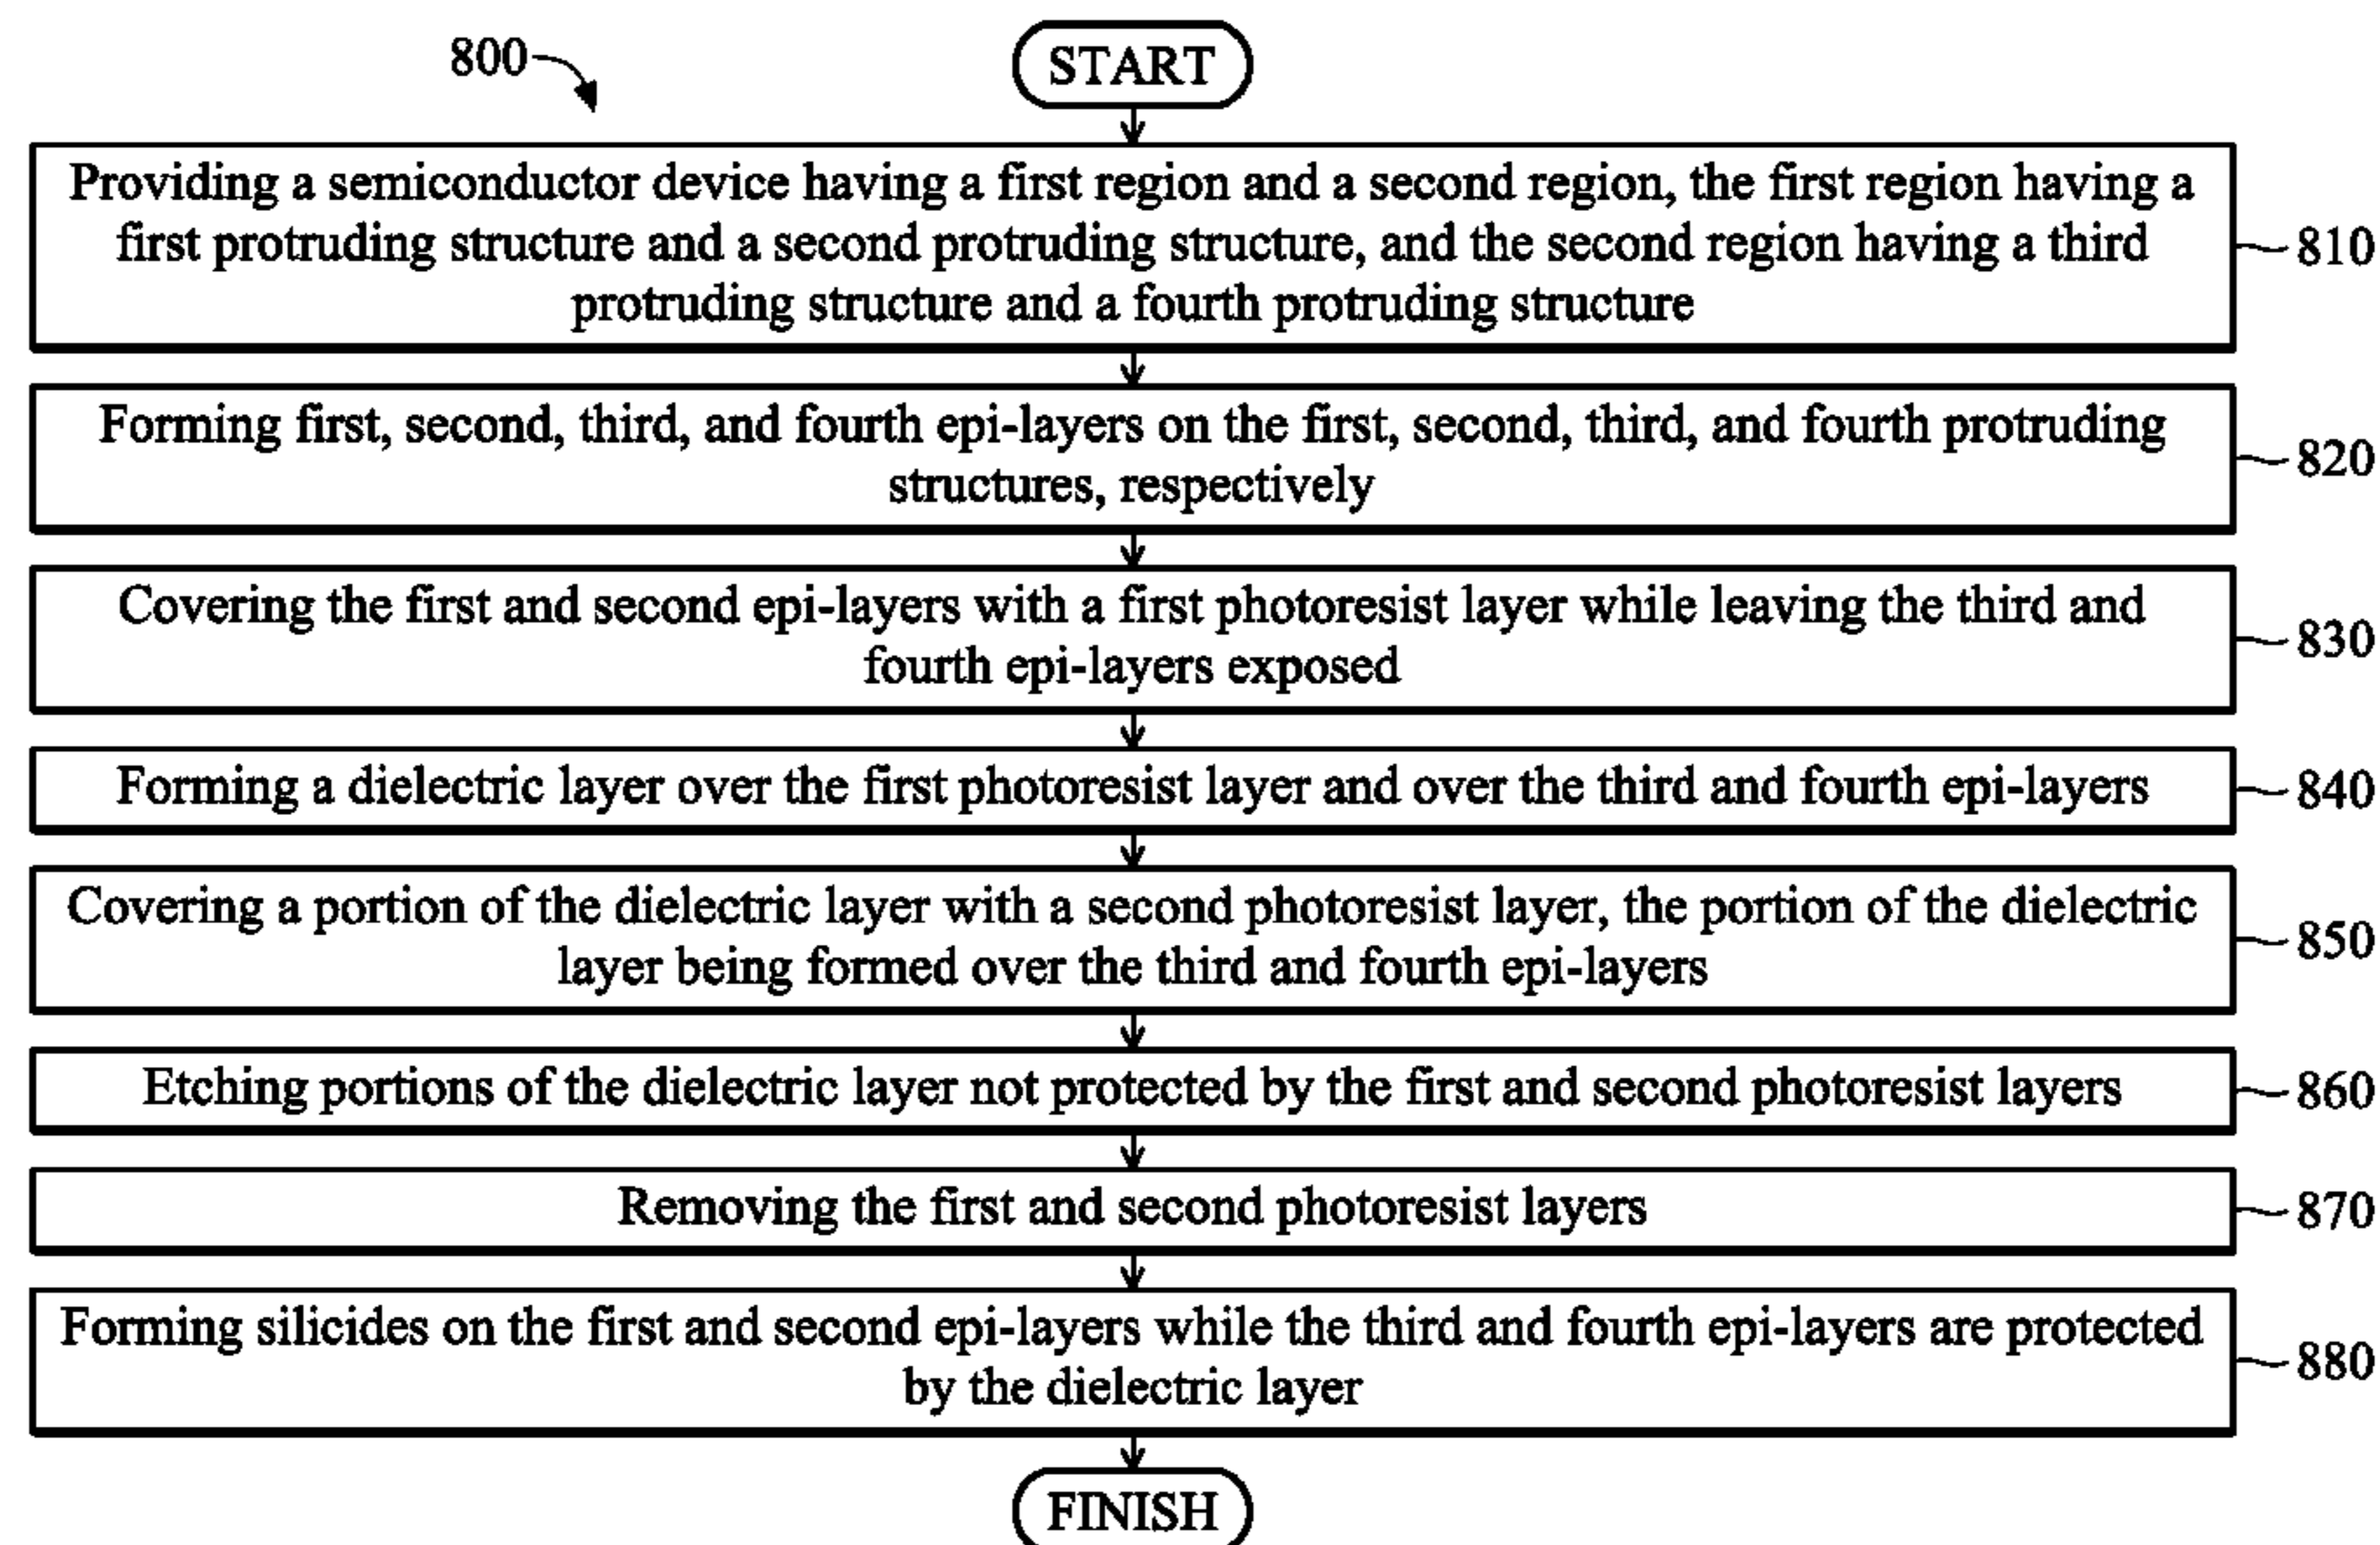 800
START
Providing a semiconductor device having a first region and a second region, the first region having a
first protruding structure and a second protruding structure, and the second region having a third
protruding structure and a fourth protruding structure
810
Forming first, second, third, and fourth epi-layers on the first, second, third, and fourth protruding
structures, respectively
820
Covering the first and second epi-layers with a first photoresist layer while leaving the third and
fourth epi-layers exposed
830
Forming a dielectric layer over the first photoresist layer and over the third and fourth epi-layers
840
Covering a portion of the dielectric layer with a second photoresist layer, the portion of the dielectric
layer being formed over the third and fourth epi-layers
850
Etching portions of the dielectric layer not protected by the first and second photoresist layers
860
Removing the first and second photoresist layers
870
Forming silicides on the first and second epi-layers while the third and fourth epi-layers are protected
by the dielectric layer
880
FINISH